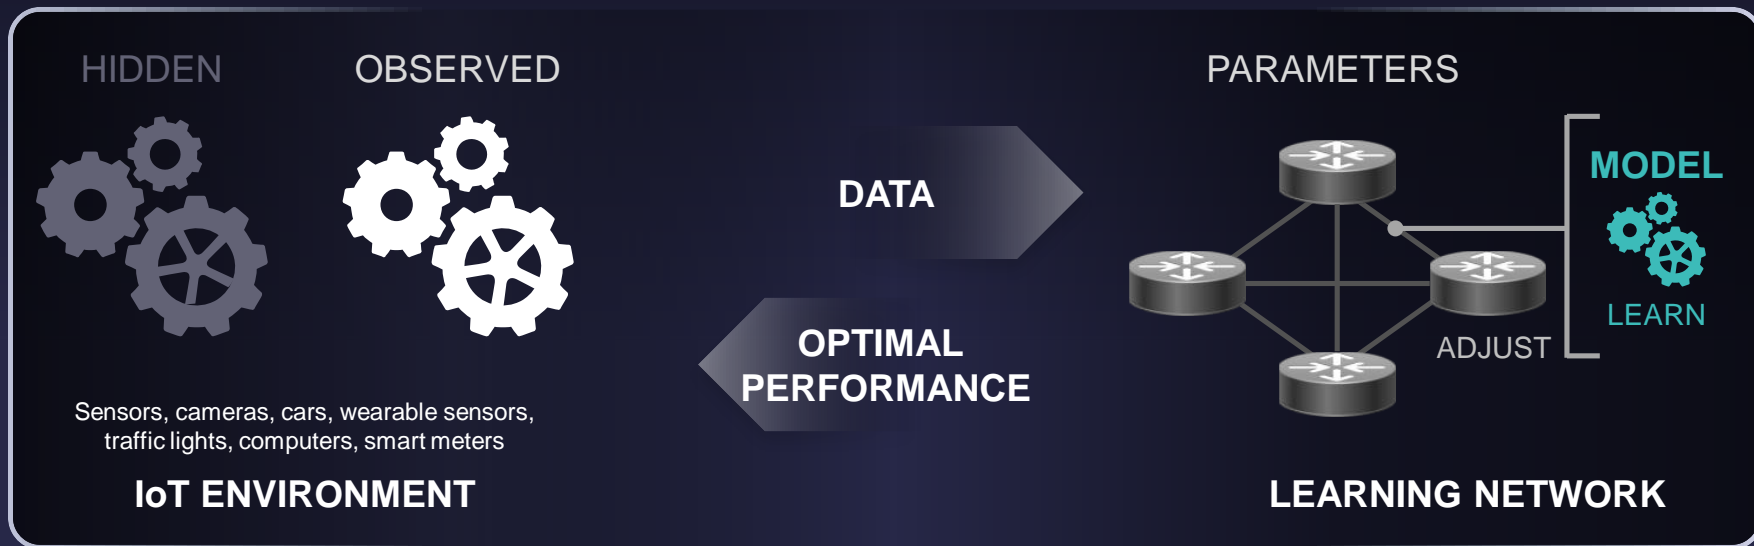 HIDDEN
OBSERVED
Sensors, cameras, cars, wearable sensors,
traffic lights, computers, smart meters
IoT ENVIRONMENT
DATA
OPTIMAL
PERFORMANCE
PARAMETERS
MODEL
LEARN
ADJUST
LEARNING NETWORK